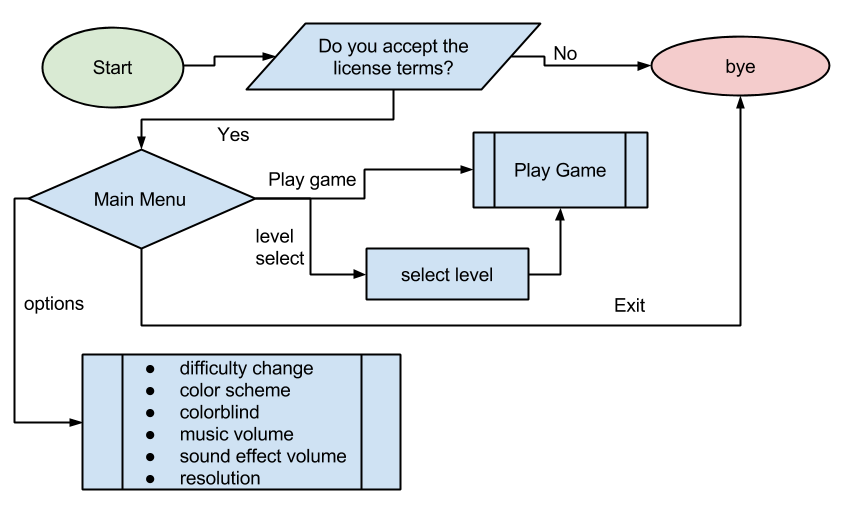 Start
Do you accept the
license terms?
No
bye
Yes
Main Menu
Play game
Play Game
level
select
select level
options
Exit
● difficulty change
● color scheme
● colorblind
● music volume
● sound effect volume
● resolution